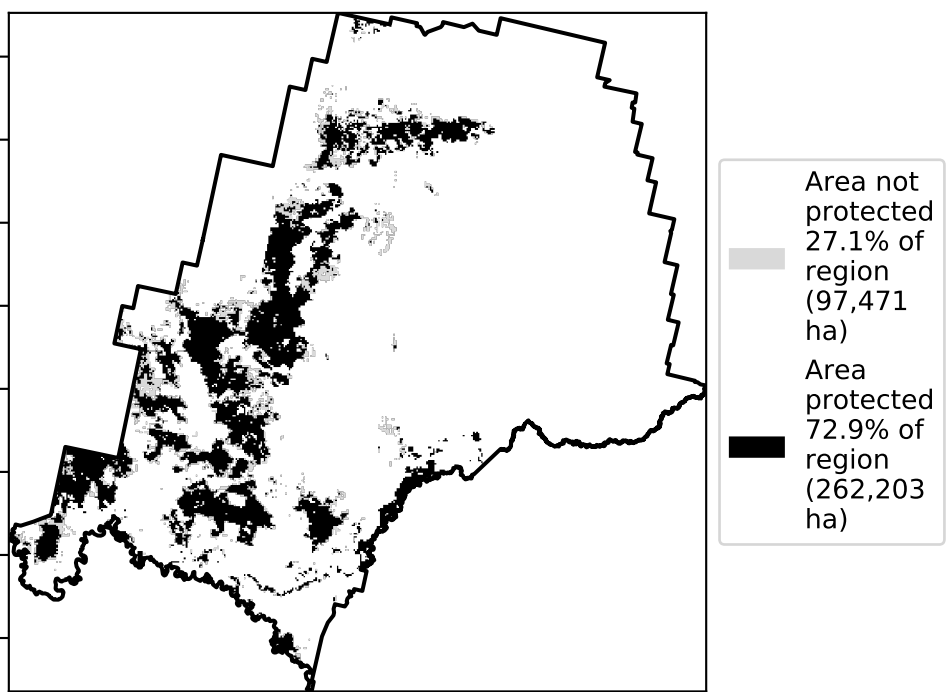 Area not
protected
27.1% of
region
(97,471
ha)
Area
protected
72.9% of
region
(262,203
ha)